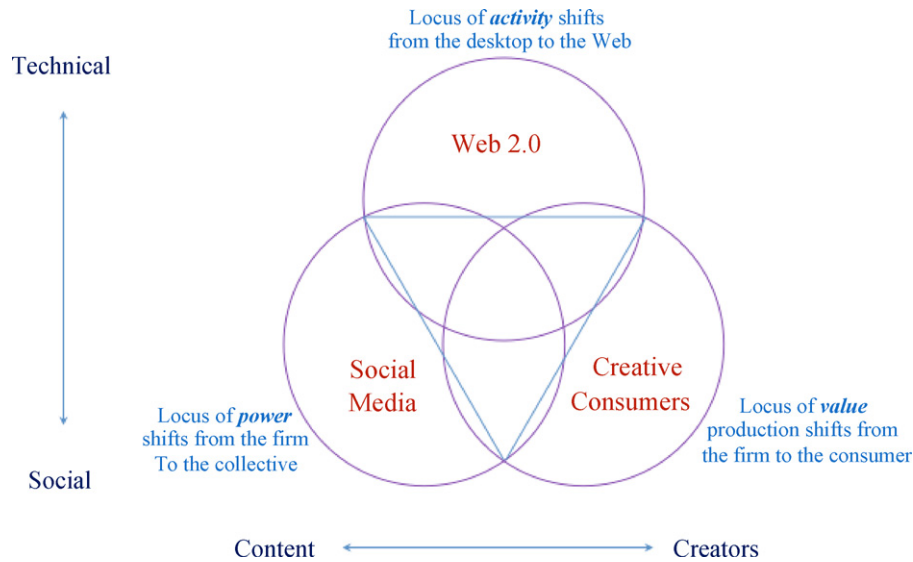 Locus of activity shifts
from the desktop to the Web
Technical
Web 2.0
Social
Media
Creative
Consumers
Locus of power
shifts from the firm
To the collective
Locus of value
production shifts from
the firm to the consumer
Social
Content
Creators